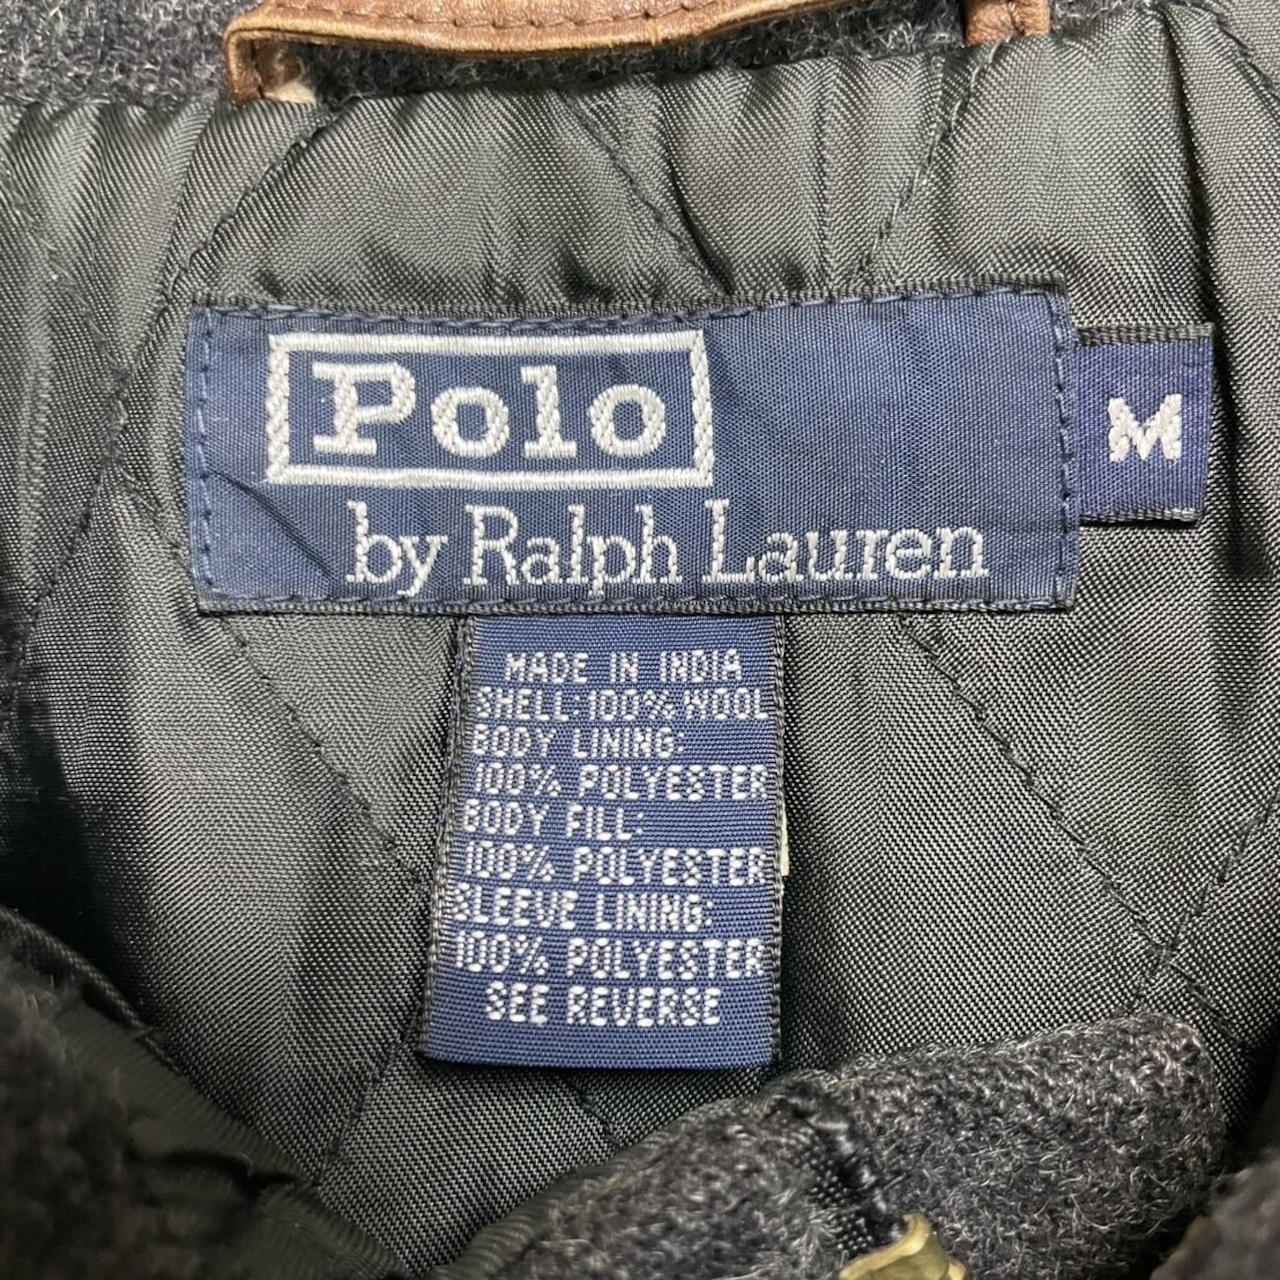 Polo
by Ralph Lauren
M
MADE IN INDIA
SHELL:100% WOOL
BODY LINING:
100% POLYESTER
BODY FILL:
100% POLYESTER
SLEEVE LINING:
100% POLYESTER
SEE REVERSE